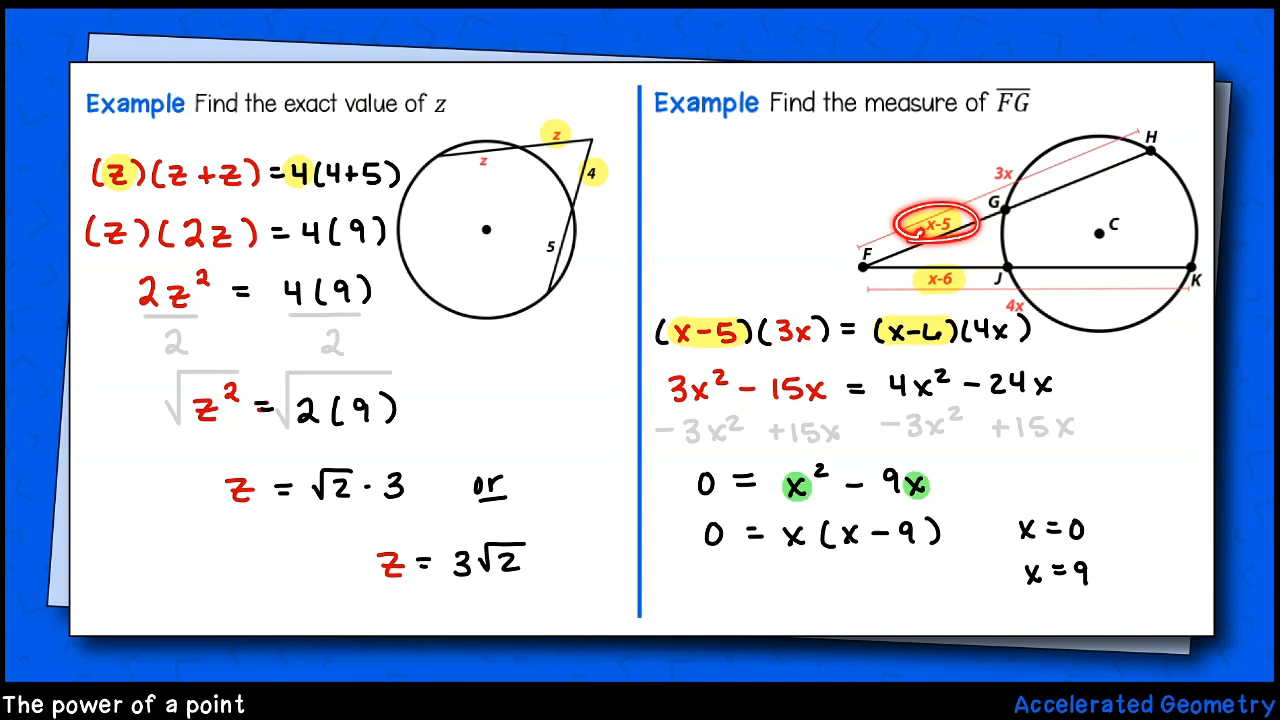 Example Find the exact value of z
(z)(z+z)=4(4+5)
(z)(2z)=4(9)
2z² = 4(9)
2 2
√z² = √2(9)
z = √2 · 3 or
z = 3√2
z
z
4
5
Example Find the measure of F̅G̅
H
3x
G
C
x-5
F
x-6
J
K
4x
(x-5)(3x) = (x-6)(4x)
3x² - 15x = 4x² - 24x
-3x² +15x -3x² +15x
0 = x² - 9x
0 = x(x-9) x=0
x=9
The power of a point
Accelerated Geometry